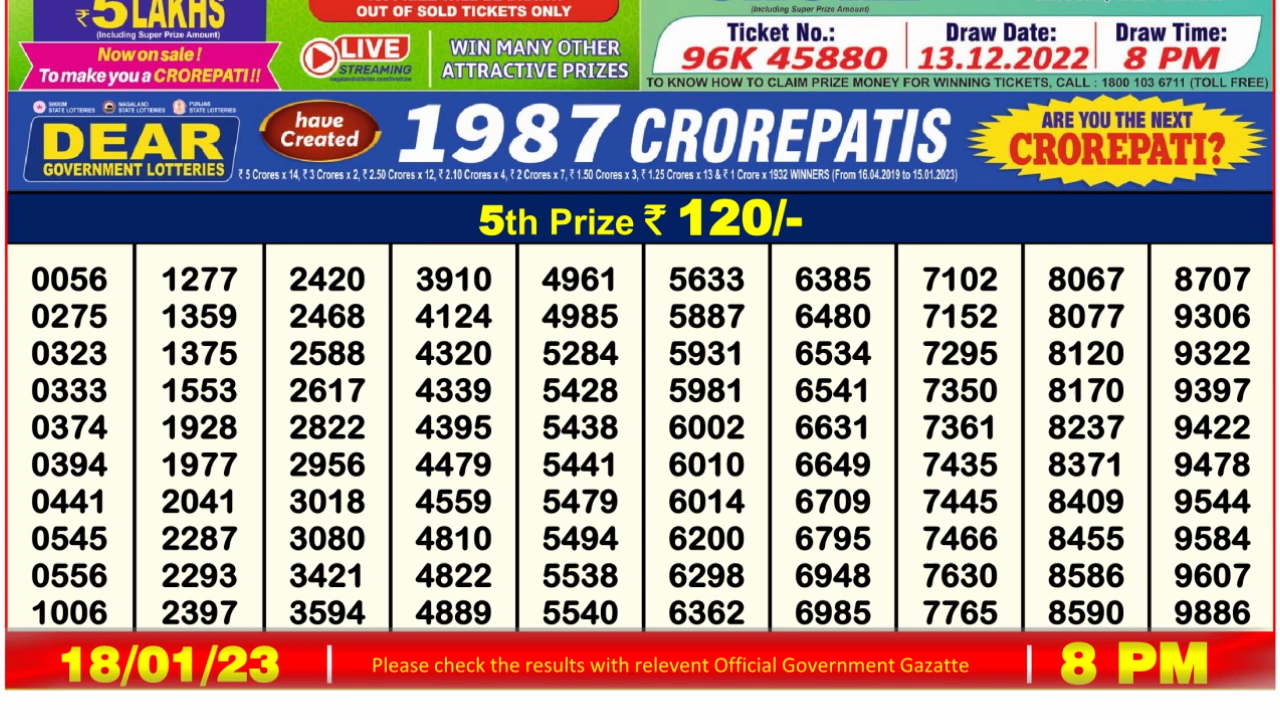 ₹5 LAKHS
(Including Super Prize Amount)
Now on sale !
To make you a CROREPATI !!
OUT OF SOLD TICKETS ONLY
LIVE
STREAMING
WIN MANY OTHER
ATTRACTIVE PRIZES
(Including Super Prize Amount)
Ticket No.: Draw Date: Draw Time:
96K 45880 13.12.2022 8 PM
TO KNOW HOW TO CLAIM PRIZE MONEY FOR WINNING TICKETS, CALL : 1800 103 6711 (TOLL FREE)
SIKKIM STATE LOTTERIES NAGALAND STATE LOTTERIES PUNJAB STATE LOTTERIES
DEAR
GOVERNMENT LOTTERIES
have
Created
1987 CROREPATIS
₹ 5 Crores x 14, ₹ 3 Crores x 2, ₹ 2.50 Crores x 12, ₹ 2.10 Crores x 4, ₹ 2 Crores x 7, ₹ 1.50 Crores x 3, ₹ 1.25 Crores x 13 & ₹ 1 Crore x 1932 WINNERS (From 16.04.2019 to 15.01.2023)
ARE YOU THE NEXT
CROREPATI?
5th Prize ₹ 120/-
0056 1277 2420 3910 4961 5633 6385 7102 8067 8707
0275 1359 2468 4124 4985 5887 6480 7152 8077 9306
0323 1375 2588 4320 5284 5931 6534 7295 8120 9322
0333 1553 2617 4339 5428 5981 6541 7350 8170 9397
0374 1928 2822 4395 5438 6002 6631 7361 8237 9422
0394 1977 2956 4479 5441 6010 6649 7435 8371 9478
0441 2041 3018 4559 5479 6014 6709 7445 8409 9544
0545 2287 3080 4810 5494 6200 6795 7466 8455 9584
0556 2293 3421 4822 5538 6298 6948 7630 8586 9607
1006 2397 3594 4889 5540 6362 6985 7765 8590 9886
18/01/23 Please check the results with relevent Official Government Gazatte 8 PM